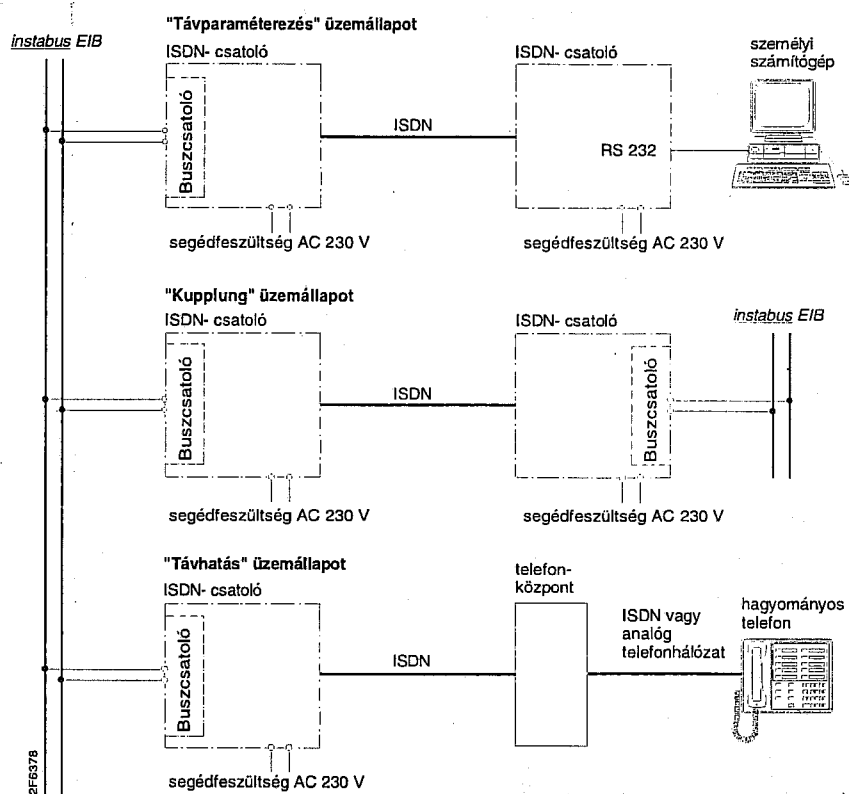 "Távparaméterezés" üzemállapot
instabus EIB
ISDN- csatoló
ISDN- csatoló
személyi
számítógép
Buszcsatoló
ISDN
RS 232
segédfeszültség AC 230 V
segédfeszültség AC 230 V
"Kupplung" üzemállapot
ISDN- csatoló
ISDN- csatoló
instabus EIB
Buszcsatoló
ISDN
Buszcsatoló
segédfeszültség AC 230 V
segédfeszültség AC 230 V
"Távhatás" üzemállapot
ISDN- csatoló
telefon-
központ
Buszcsatoló
ISDN
ISDN vagy
analóg
telefonhálózat
hagyományos
telefon
segédfeszültség AC 230 V
2F6378